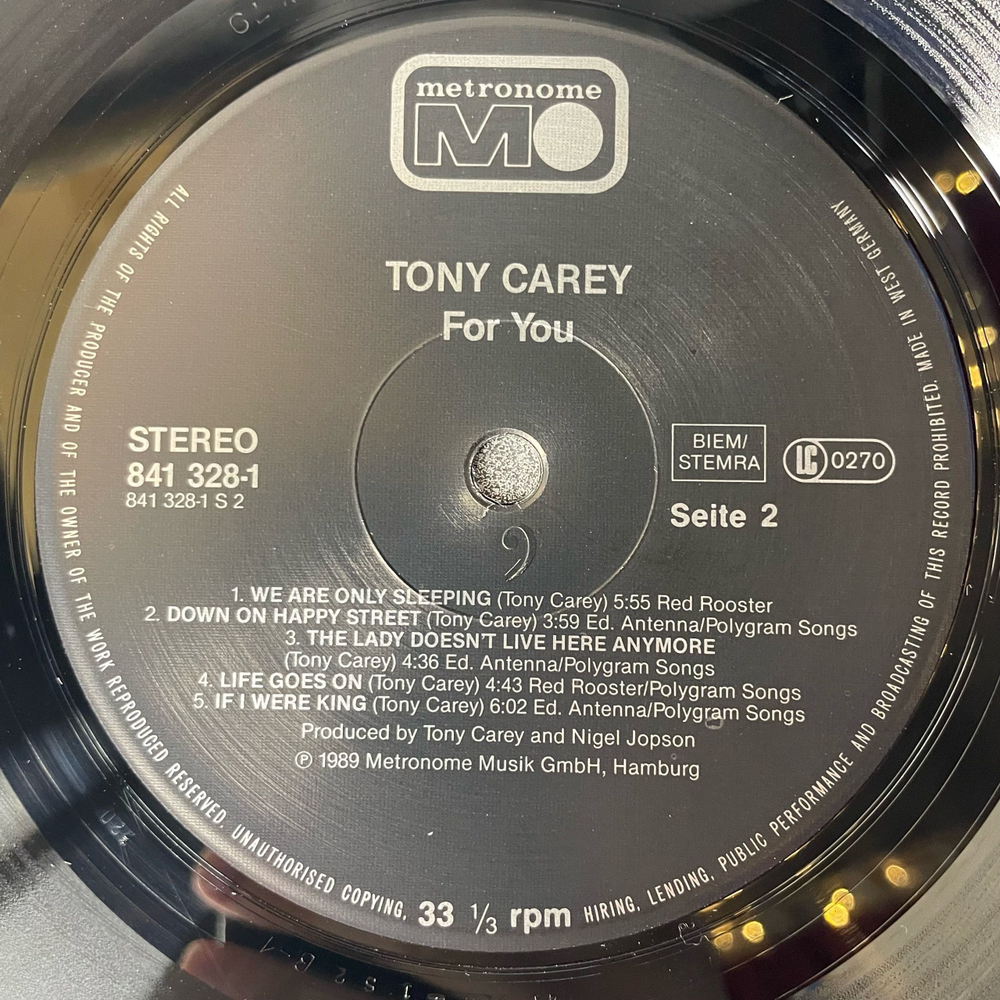 metronome
MO
TONY CAREY
For You
STEREO
841 328-1
841 328-1 S 2
BIEM/
STEMRA
LC 0270
Seite 2
1. WE ARE ONLY SLEEPING (Tony Carey) 5:55 Red Rooster
2. DOWN ON HAPPY STREET (Tony Carey) 3:59 Ed. Antenna/Polygram Songs
3. THE LADY DOESN'T LIVE HERE ANYMORE
(Tony Carey) 4:36 Ed. Antenna/Polygram Songs
4. LIFE GOES ON (Tony Carey) 4:43 Red Rooster/Polygram Songs
5. IF I WERE KING (Tony Carey) 6:02 Ed. Antenna/Polygram Songs
Produced by Tony Carey and Nigel Jopson
℗ 1989 Metronome Musik GmbH, Hamburg
ALL RIGHTS OF THE PRODUCER AND OF THE OWNER OF THE WORK REPRODUCED RESERVED. UNAUTHORISED COPYING, HIRING, LENDING, PUBLIC PERFORMANCE AND BROADCASTING OF THIS RECORD PROHIBITED. MADE IN WEST GERMANY
33 ⅓ rpm
320